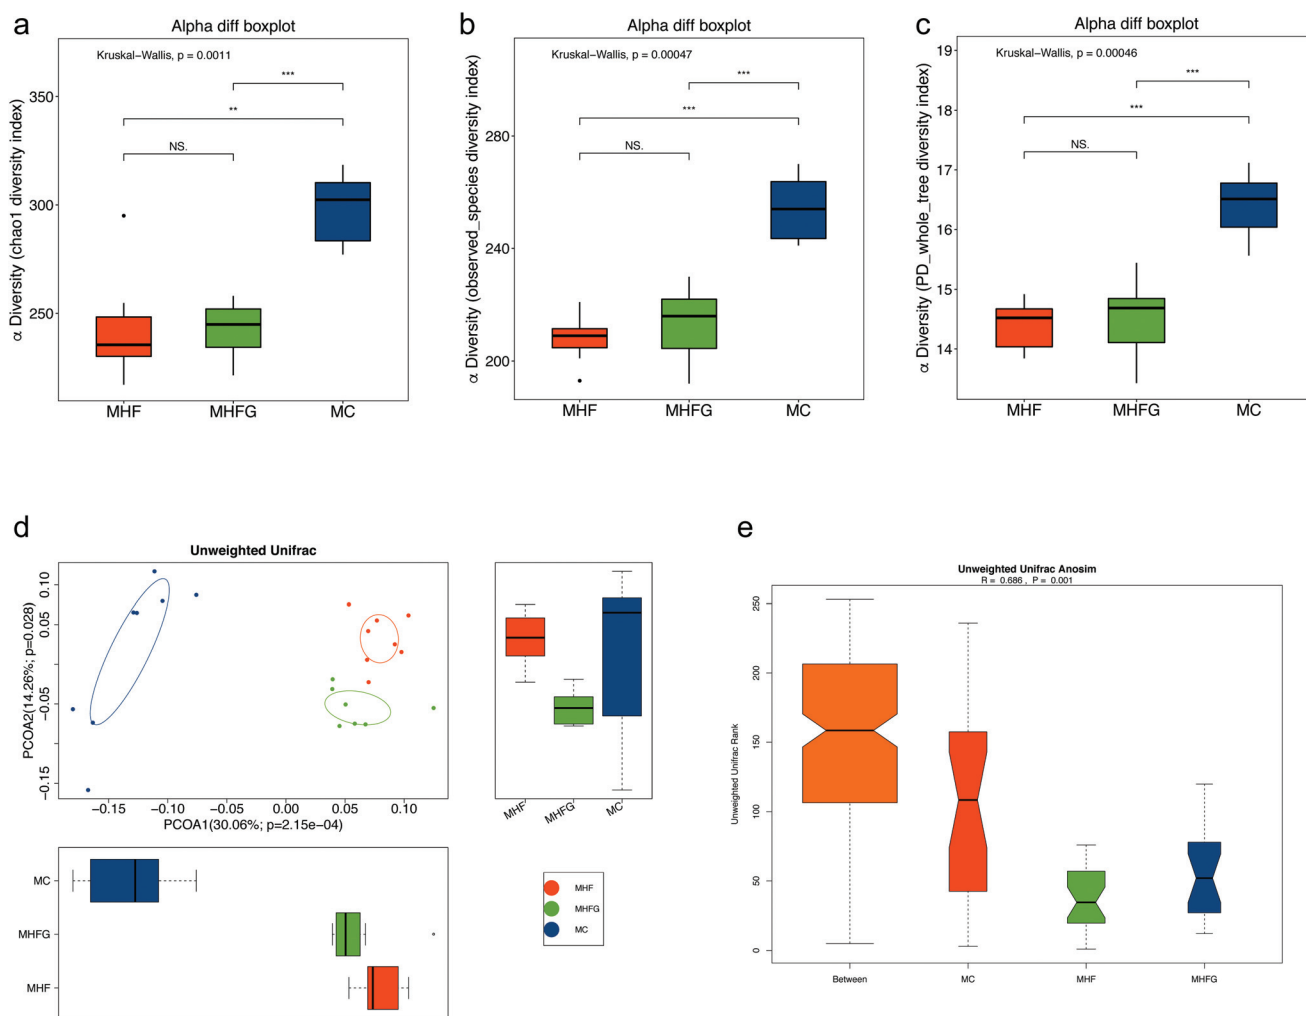 a
Alpha diff boxplot
Kruskal−Wallis, p = 0.0011
***
**
NS.
350
300
250
α Diversity (chao1 diversity index)
MHF
MHFG
MC
b
Alpha diff boxplot
Kruskal−Wallis, p = 0.00047
***
***
NS.
280
240
200
α Diversity (observed_species diversity index)
MHF
MHFG
MC
c
Alpha diff boxplot
Kruskal−Wallis, p = 0.00046
***
***
NS.
19
18
17
16
15
14
α Diversity (PD_whole_tree diversity index)
MHF
MHFG
MC
d
Unweighted Unifrac
0.10
0.05
−0.05
−0.15
PCOA2(14.26%; p=0.028)
−0.15
−0.10
−0.05
0.00
0.05
0.10
PCOA1(30.06%; p=2.15e−04)
MHF
MHFG
MC
MC
MHFG
MHF
MHF
MHFG
MC
e
Unweighted Unifrac Anosim
R = 0.686 , P = 0.001
250
200
150
100
50
0
Unweighted Unifrac Rank
Between
MC
MHF
MHFG